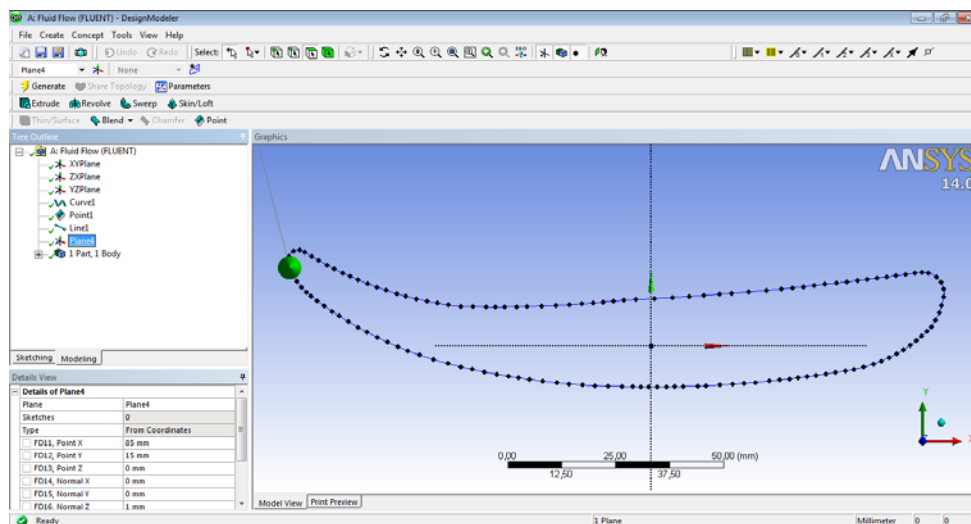 A: Fluid Flow (FLUENT) - DesignModeler
File Create Concept Tools View Help
Undo Redo Select:
Plane4 None
Generate Share Topology Parameters
Extrude Revolve Sweep Skin/Loft
Thin/Surface Blend Chamfer Point
Tree Outline Graphics
A: Fluid Flow (FLUENT)
XYPlane
ZXPlane
YZPlane
Curve1
Point1
Line1
Plane4
1 Part, 1 Body
ANSYS
14.0
Sketching Modeling
Details View
Details of Plane4
Plane Plane4
Sketches 0
Type From Coordinates
FD11, Point X 85 mm
FD12, Point Y 15 mm
FD13, Point Z 0 mm
FD14, Normal X 0 mm
FD15, Normal Y 0 mm
FD16, Normal Z 1 mm
0,00 25,00 50,00 (mm)
12,50 37,50
Y
X
Model View Print Preview
Ready 1 Plane Millimeter 0 0